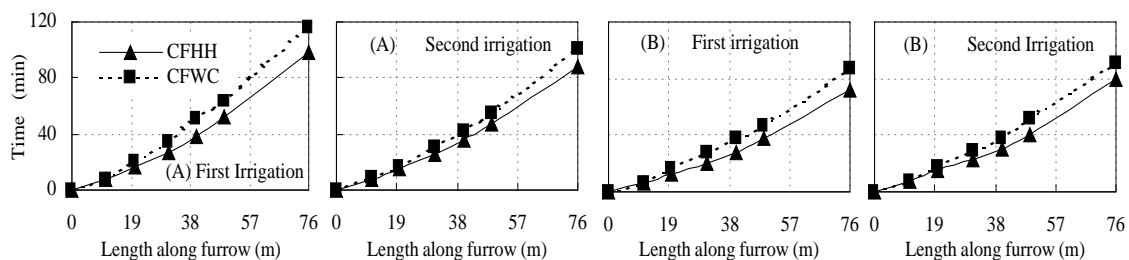 120
80
40
0
Time (min)
CFHH
CFWC
(A) First Irrigation
0 19 38 57 76
Length along furrow (m)
(A) Second irrigation
0 19 38 57 76
Length along furrow (m)
(B) First irrigation
0 19 38 57 76
Length along furrow (m)
(B) Second Irrigation
0 19 38 57 76
Length along furrow (m)